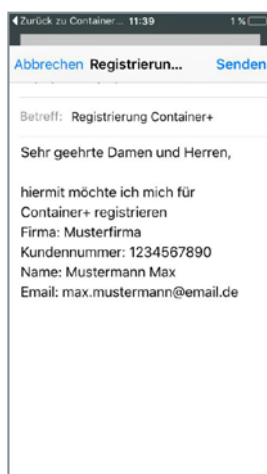 Zurück zu Container... 11:39 1 %
Abbrechen Registrierun... Senden
Betreff: Registrierung Container+
Sehr geehrte Damen und Herren,
hiermit möchte ich mich für
Container+ registrieren
Firma: Musterfirma
Kundennummer: 1234567890
Name: Mustermann Max
Email: max.mustermann@email.de